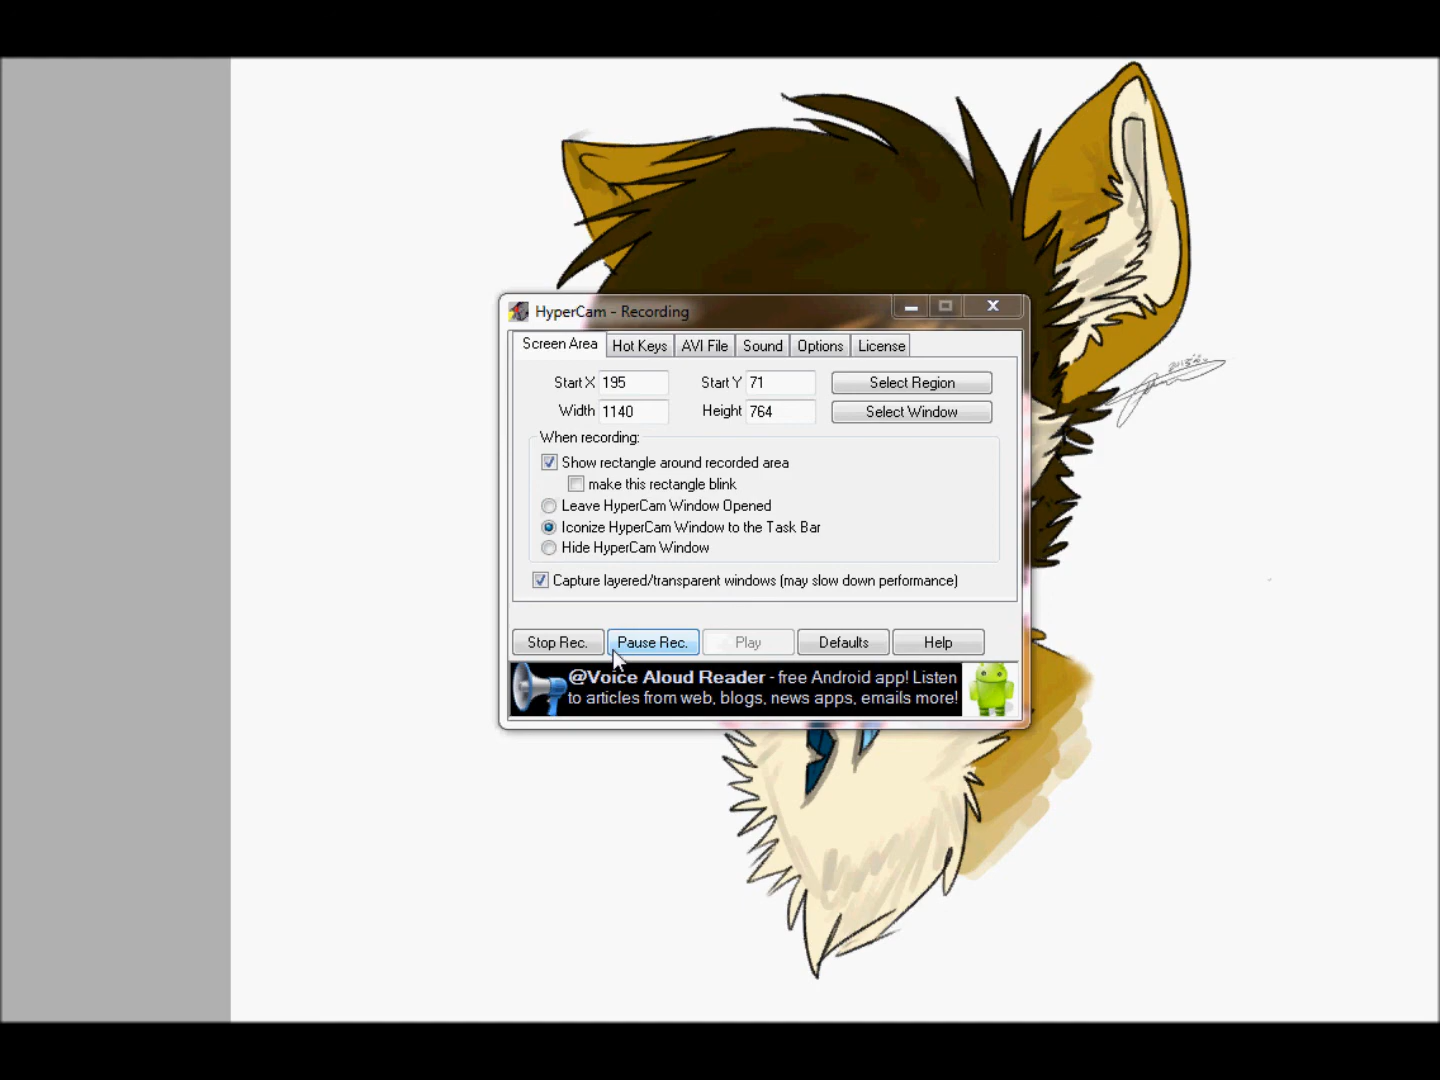 HyperCam - Recording
Screen Area Hot Keys AVI File Sound Options License
Start X 195 Start Y 71 Select Region
Width 1140 Height 764 Select Window
When recording:
Show rectangle around recorded area
make this rectangle blink
Leave HyperCam Window Opened
Iconize HyperCam Window to the Task Bar
Hide HyperCam Window
Capture layered/transparent windows (may slow down performance)
Stop Rec. Pause Rec. Play Defaults Help
@Voice Aloud Reader - free Android app! Listen
to articles from web, blogs, news apps, emails more!